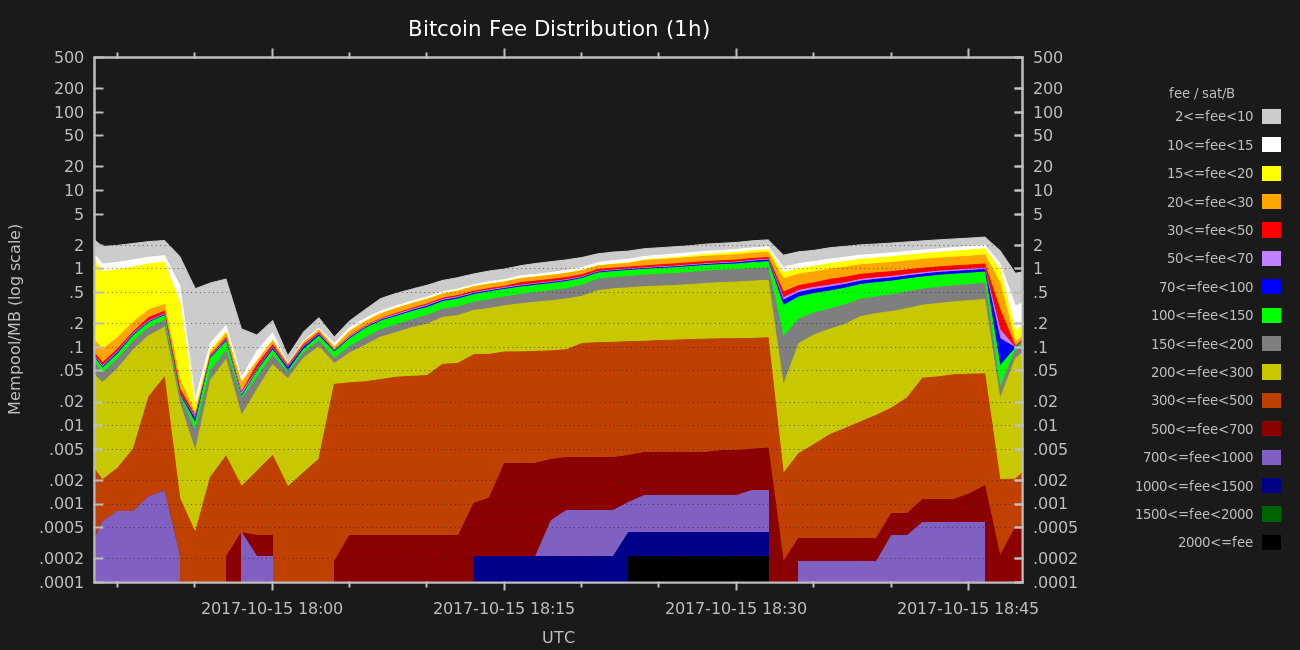 Bitcoin Fee Distribution (1h)
500
200
100
50
20
10
5
2
1
.5
.2
.1
.05
.02
.01
.005
.002
.001
.0005
.0002
.0001
Mempool/MB (log scale)
500
200
100
50
20
10
5
2
1
.5
.2
.1
.05
.02
.01
.005
.002
.001
.0005
.0002
.0001
2017-10-15 18:00 2017-10-15 18:15 2017-10-15 18:30 2017-10-15 18:45
UTC
fee / sat/B
2<=fee<10
10<=fee<15
15<=fee<20
20<=fee<30
30<=fee<50
50<=fee<70
70<=fee<100
100<=fee<150
150<=fee<200
200<=fee<300
300<=fee<500
500<=fee<700
700<=fee<1000
1000<=fee<1500
1500<=fee<2000
2000<=fee